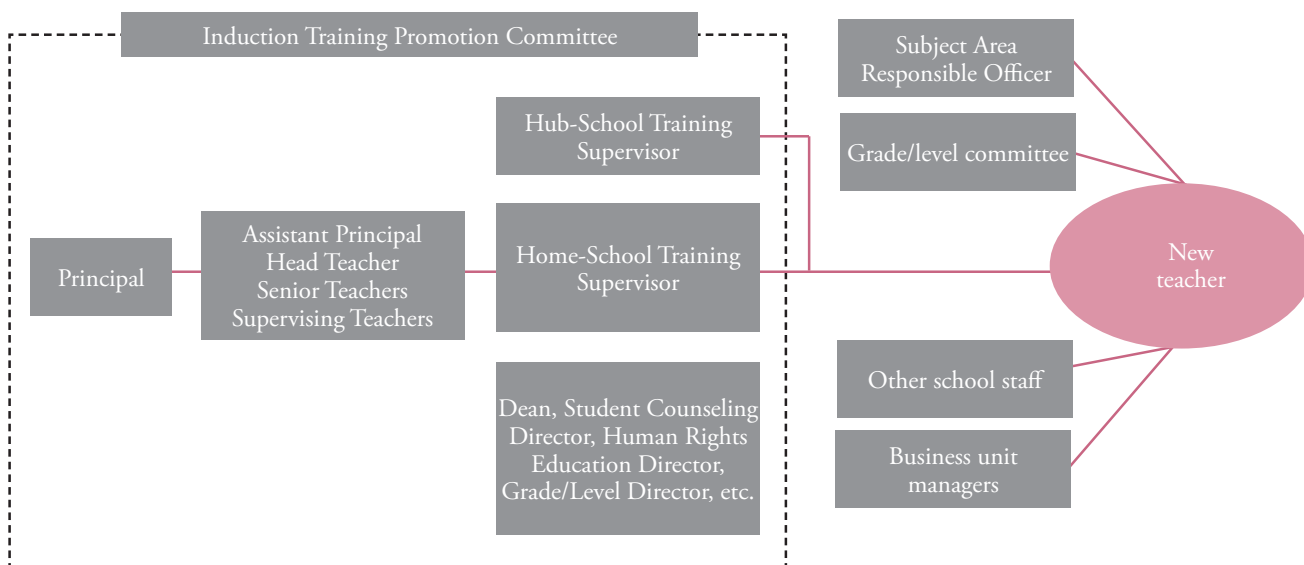 Induction Training Promotion Committee
Subject Area
Responsible Officer
Hub-School Training
Supervisor
Grade/level committee
Principal
Assistant Principal
Head Teacher
Senior Teachers
Supervising Teachers
Home-School Training
Supervisor
New
teacher
Dean, Student Counseling
Director, Human Rights
Education Director,
Grade/Level Director, etc.
Other school staff
Business unit
managers